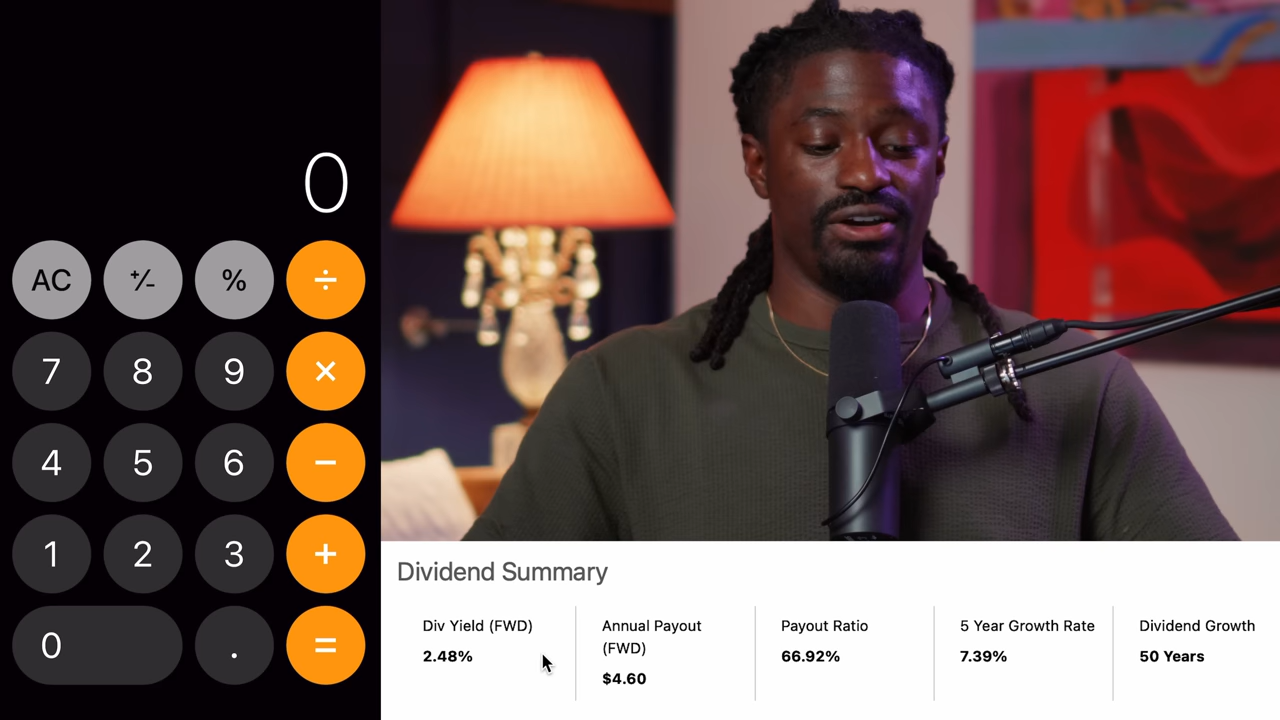 0
AC
⁺⁄₋
%
÷
7
8
9
×
4
5
6
−
1
2
3
+
0
.
=
Dividend Summary
Div Yield (FWD)
2.48%
Annual Payout
(FWD)
$4.60
Payout Ratio
66.92%
5 Year Growth Rate
7.39%
Dividend Growth
50 Years